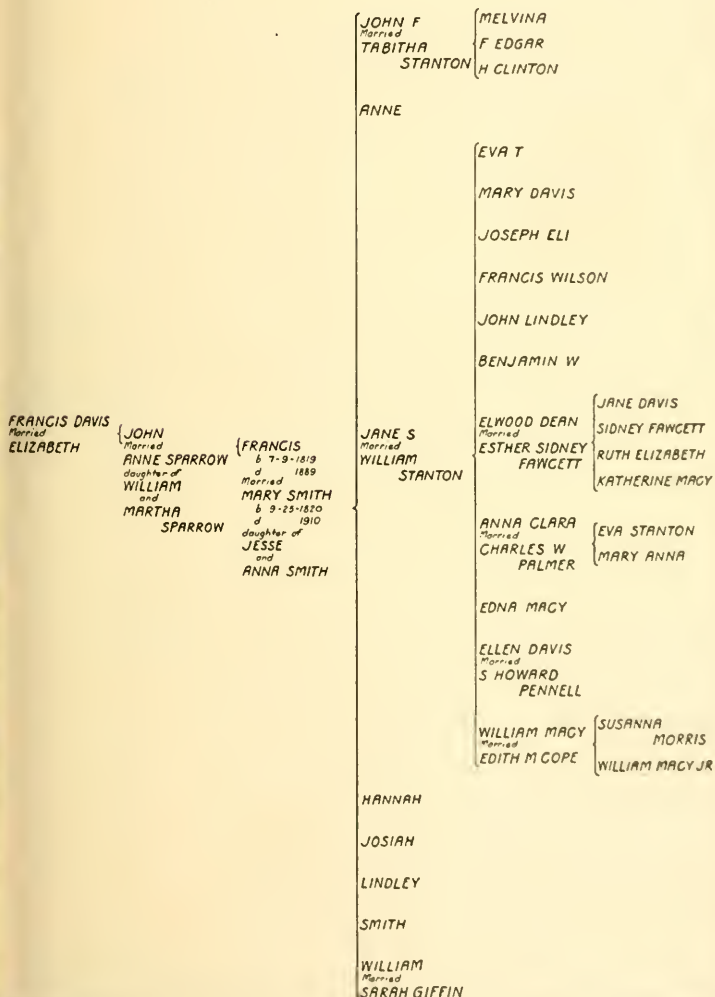 FRANCIS DAVIS
Married
ELIZABETH
JOHN
Married
ANNE SPARROW
daughter of
WILLIAM
and
MARTHA
SPARROW
FRANCIS
b 7-9-1819
d 1889
Married
MARY SMITH
b 9-25-1820
d 1910
daughter of
JESSE
and
ANNA SMITH
JOHN F
Married
TABITHA
STANTON
MELVINA
F EDGAR
H CLINTON
ANNE
JANE S
Married
WILLIAM
STANTON
EVA T
MARY DAVIS
JOSEPH ELI
FRANCIS WILSON
JOHN LINDLEY
BENJAMIN W
ELWOOD DEAN
Married
ESTHER SIDNEY
FAWCETT
JANE DAVIS
SIDNEY FAWCETT
RUTH ELIZABETH
KATHERINE MACY
ANNA CLARA
Married
CHARLES W
PALMER
EVA STANTON
MARY ANNA
EDNA MACY
ELLEN DAVIS
Married
S HOWARD
PENNELL
WILLIAM MACY
Married
EDITH M COPE
SUSANNA
MORRIS
WILLIAM MACY JR
HANNAH
JOSIAH
LINDLEY
SMITH
WILLIAM
Married
SARAH GIFFIN